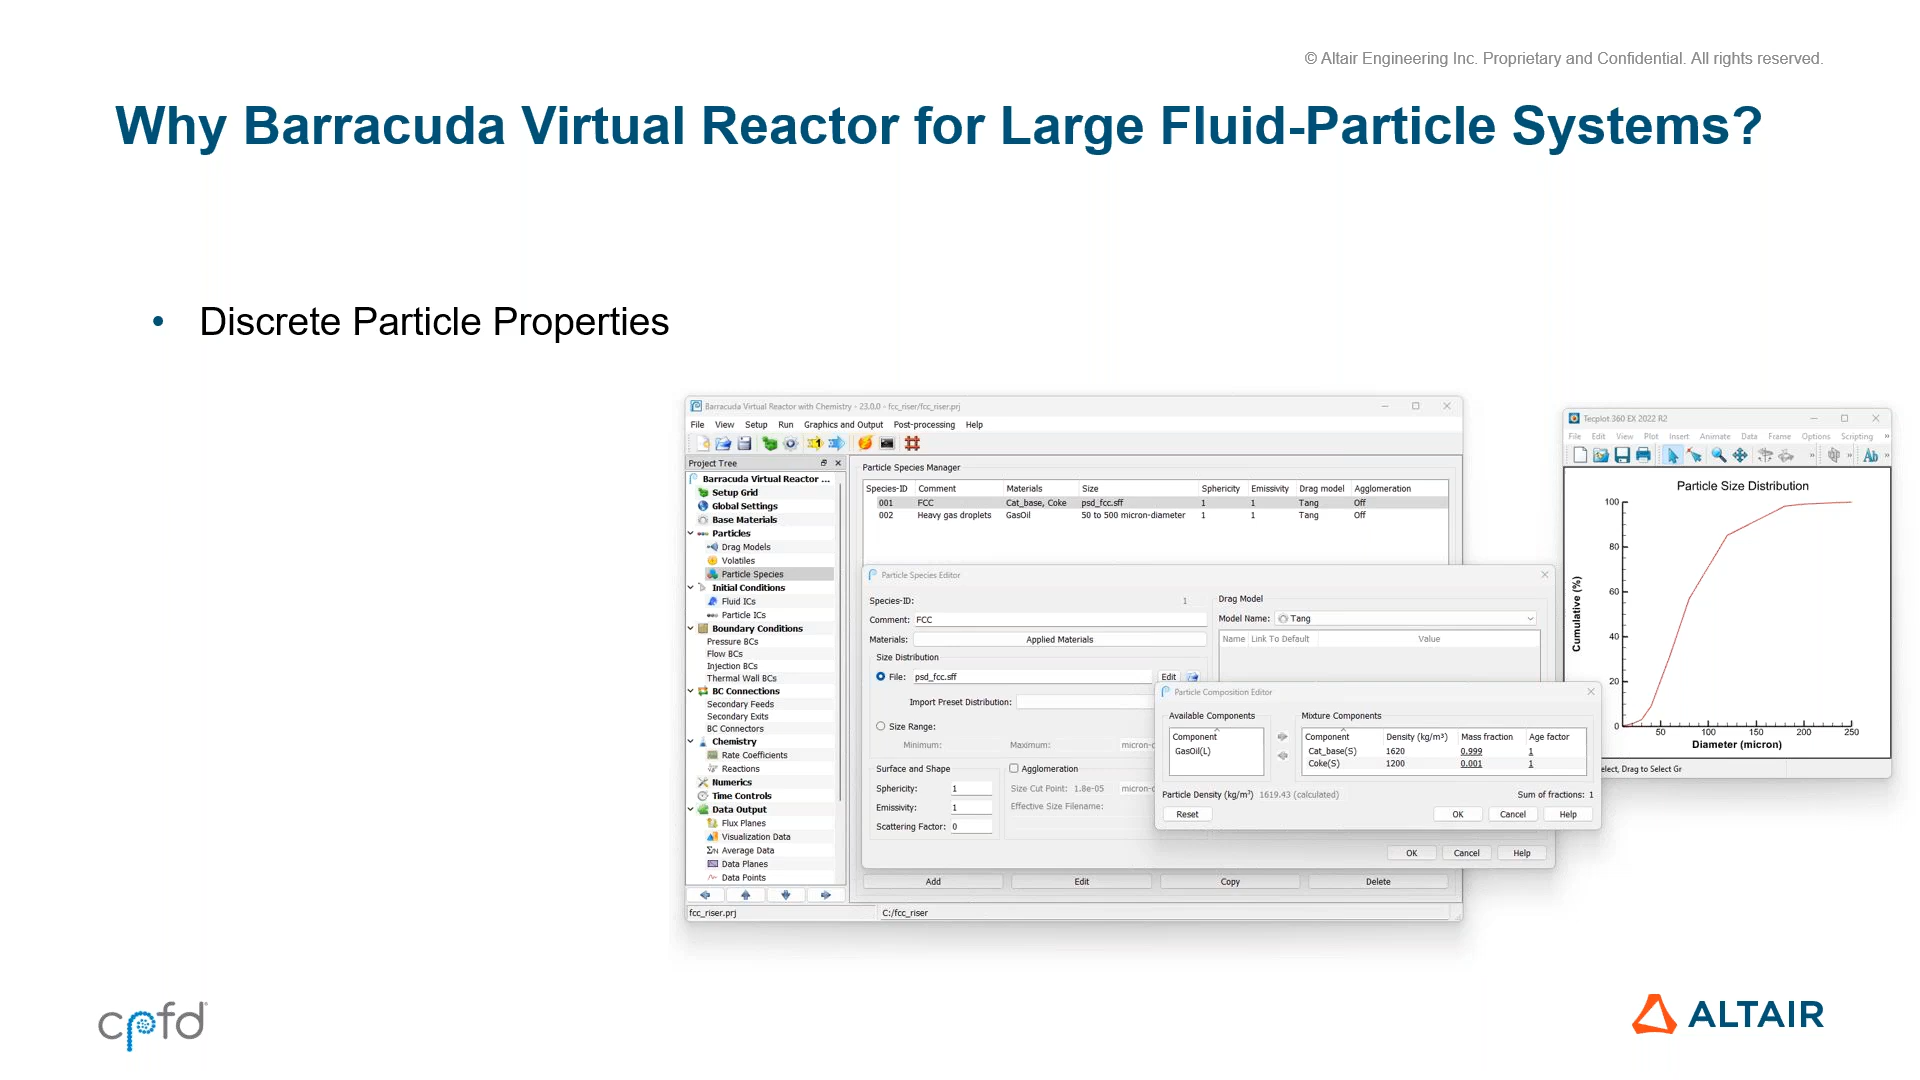 © Altair Engineering Inc. Proprietary and Confidential. All rights reserved.
Why Barracuda Virtual Reactor for Large Fluid-Particle Systems?
• Discrete Particle Properties
Barracuda Virtual Reactor with Chemistry - 23.0.0 - fcc_riser/fcc_riser.prj
File View Setup Run Graphics and Output Post-processing Help
Project Tree
Barracuda Virtual Reactor ...
Setup Grid
Global Settings
Base Materials
Particles
Drag Models
Volatiles
Particle Species
Initial Conditions
Fluid ICs
Particle ICs
Boundary Conditions
Pressure BCs
Flow BCs
Injection BCs
Thermal Wall BCs
BC Connections
Secondary Feeds
Secondary Exits
BC Connectors
Chemistry
Rate Coefficients
Reactions
Numerics
Time Controls
Data Output
Flux Planes
Visualization Data
Average Data
Data Planes
Data Points
fcc_riser.prj
C:/fcc_riser
Particle Species Manager
Species-ID Comment Materials Size Sphericity Emissivity Drag model Agglomeration
001 FCC Cat_base, Coke psd_fcc.sff 1 1 Tang Off
002 Heavy gas droplets GasOil 50 to 500 micron-diameter 1 1 Tang Off
Particle Species Editor
Species-ID: 1
Comment: FCC
Materials: Applied Materials
Size Distribution
File: psd_fcc.sff Edit
Import Preset Distribution:
Size Range:
Minimum: Maximum: micron-
Surface and Shape
Sphericity: 1
Emissivity: 1
Scattering Factor: 0
Agglomeration
Size Cut Point: 1.8e-05 micron-
Effective Size Filename:
Drag Model
Model Name: Tang
Name Link To Default Value
OK Cancel Help
Add Edit Copy Delete
Particle Composition Editor
Available Components
Component
GasOil(L)
Mixture Components
Component Density (kg/m³) Mass fraction Age factor
Cat_base(S) 1620 0.999 1
Coke(S) 1200 0.001 1
Particle Density (kg/m³) 1619.43 (calculated) Sum of fractions: 1
Reset OK Cancel Help
Tecplot 360 EX 2022 R2
File Edit View Plot Insert Animate Data Frame Options Scripting »
» » Ab »
Particle Size Distribution
Cumulative (%)
100
80
60
40
20
0
50 100 150 200 250
Diameter (micron)
elect, Drag to Select Gr
cpfd
ALTAIR